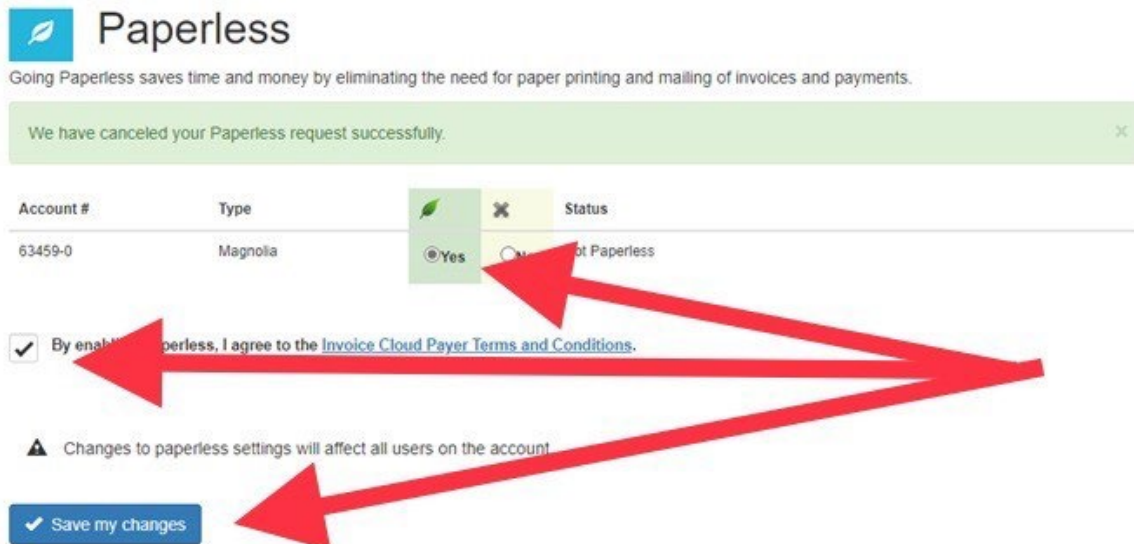 Paperless
Going Paperless saves time and money by eliminating the need for paper printing and mailing of invoices and payments.
We have canceled your Paperless request successfully.
Account # Type Status
63459-0 Magnolia Yes Paperless
By perless, I agree to the Invoice Cloud Payer Terms and Conditions.
Changes to paperless settings will affect all users on the account
Save my changes